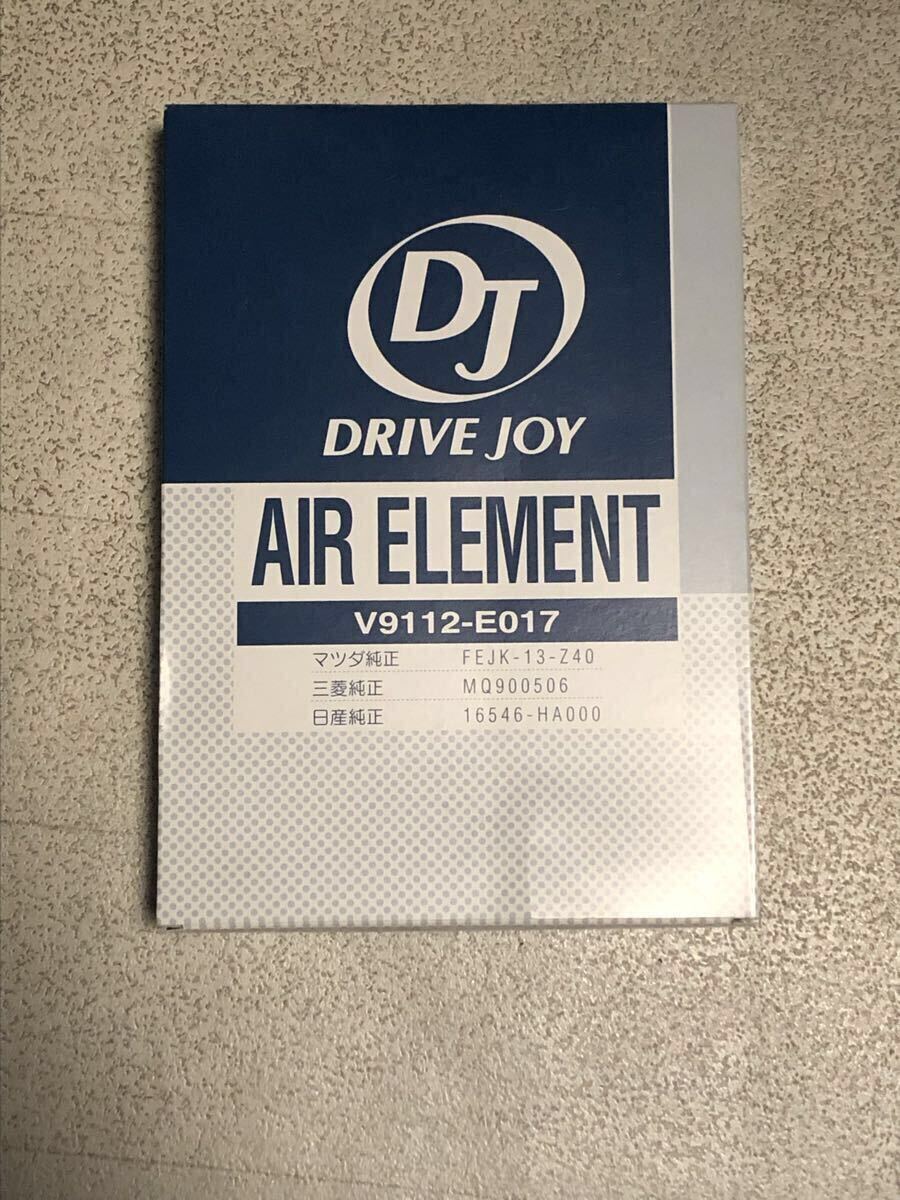 DJ
DRIVE JOY
AIR ELEMENT
V9112-E017
マツダ純正 FEJK-13-Z40
三菱純正 MQ900506
日産純正 16546-HA000